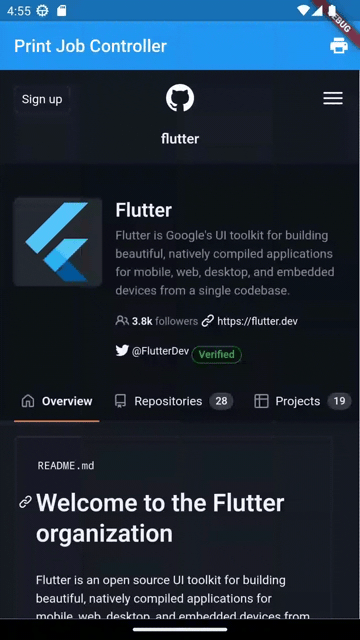 4:55
DEBUG
Print Job Controller
Sign up
flutter
Flutter
Flutter is Google's UI toolkit for building
beautiful, natively compiled applications
for mobile, web, desktop, and embedded
devices from a single codebase.
3.8k followers https://flutter.dev
@FlutterDev Verified
Overview Repositories 28 Projects 19
README.md
Welcome to the Flutter
organization
Flutter is an open source UI toolkit for building
beautiful, natively compiled applications for
mobile, web, desktop, and embedded devices from